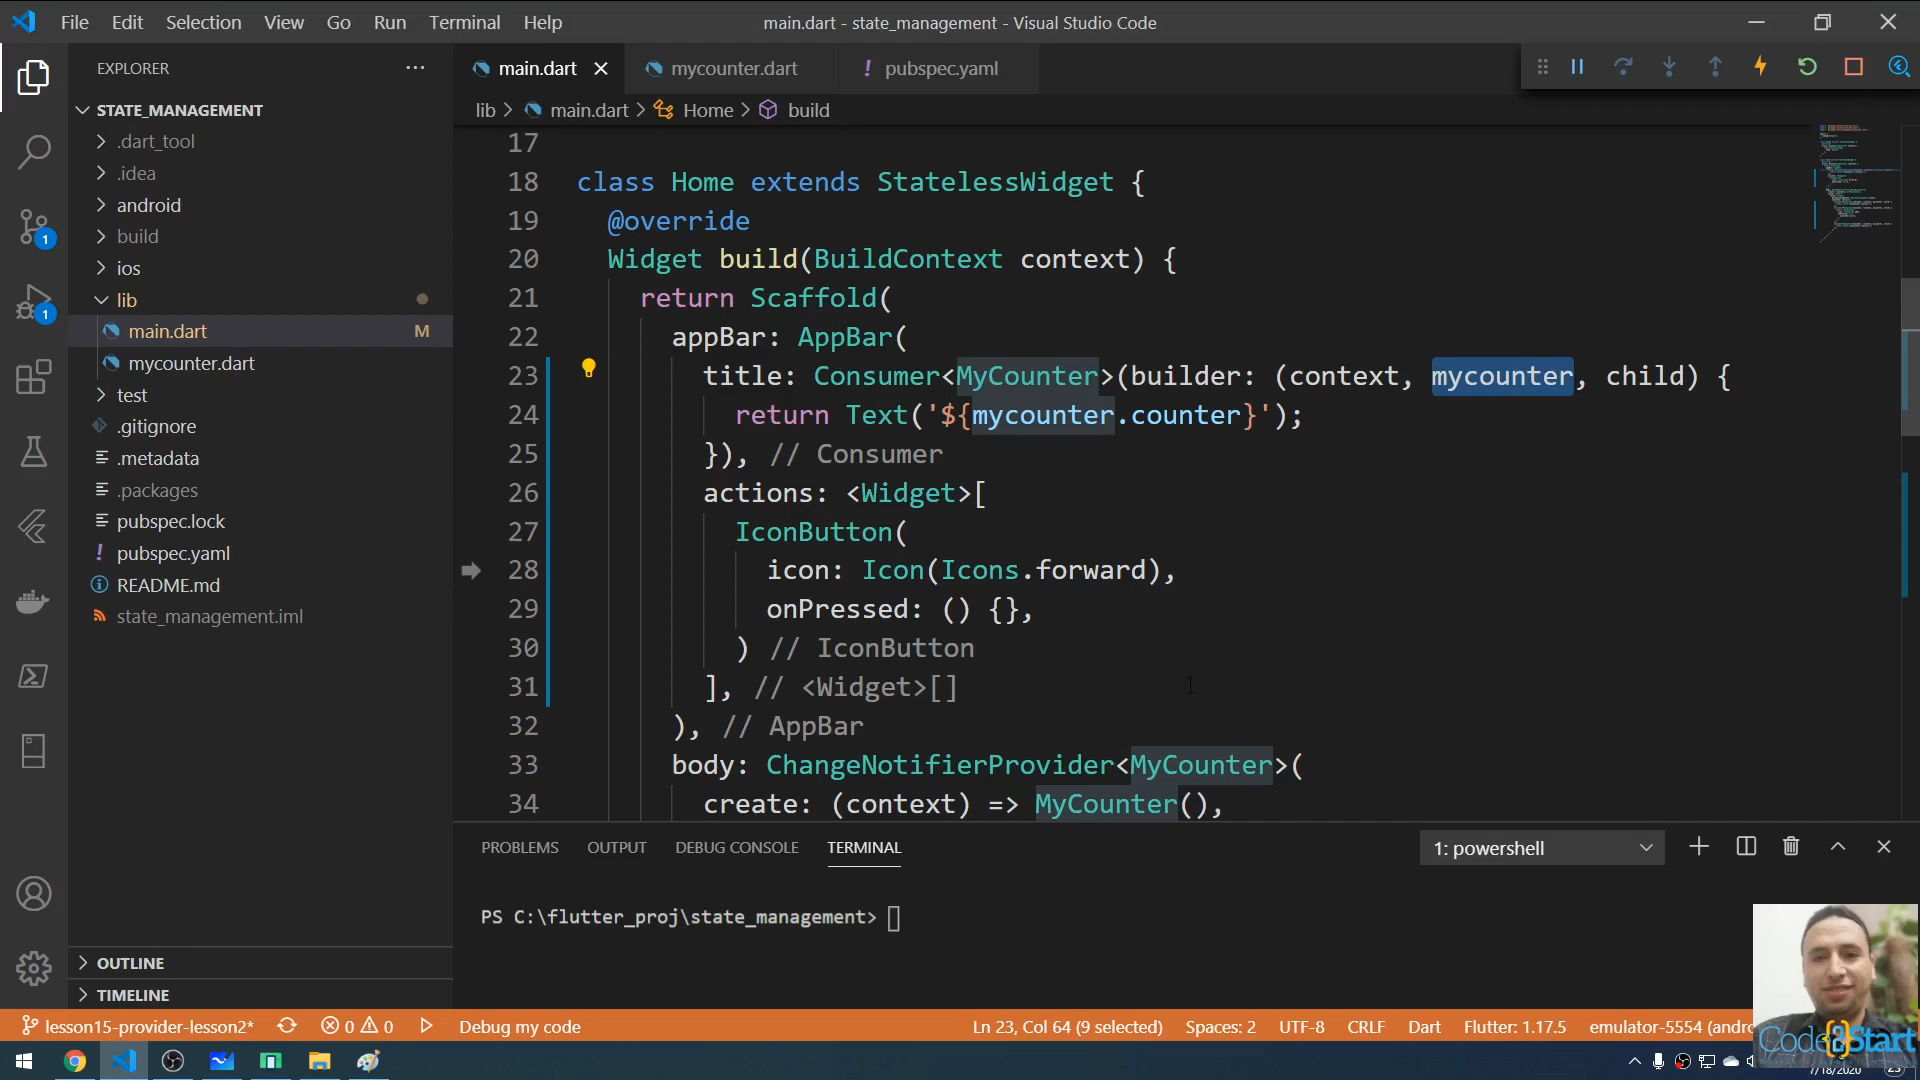 File Edit Selection View Go Run Terminal Help
main.dart - state_management - Visual Studio Code
EXPLORER
STATE_MANAGEMENT
.dart_tool
.idea
android
build
ios
lib
main.dart M
mycounter.dart
test
.gitignore
.metadata
.packages
pubspec.lock
! pubspec.yaml
README.md
state_management.iml
OUTLINE
TIMELINE
main.dart
mycounter.dart
! pubspec.yaml
lib > main.dart > Home > build
17
18 class Home extends StatelessWidget {
19 @override
20 Widget build(BuildContext context) {
21 return Scaffold(
22 appBar: AppBar(
23 title: Consumer<MyCounter>(builder: (context, mycounter, child) {
24 return Text('${mycounter.counter}');
25 }), // Consumer
26 actions: <Widget>[
27 IconButton(
28 icon: Icon(Icons.forward),
29 onPressed: () {},
30 ) // IconButton
31 ], // <Widget>[]
32 ), // AppBar
33 body: ChangeNotifierProvider<MyCounter>(
34 create: (context) => MyCounter(),
PROBLEMS OUTPUT DEBUG CONSOLE TERMINAL
1: powershell
PS C:\flutter_proj\state_management>
1
1
lesson15-provider-lesson2* 0 0 Debug my code
Ln 23, Col 64 (9 selected) Spaces: 2 UTF-8 CRLF Dart Flutter: 1.17.5 emulator-5554 (andro
Code{2}Start
7/18/2020